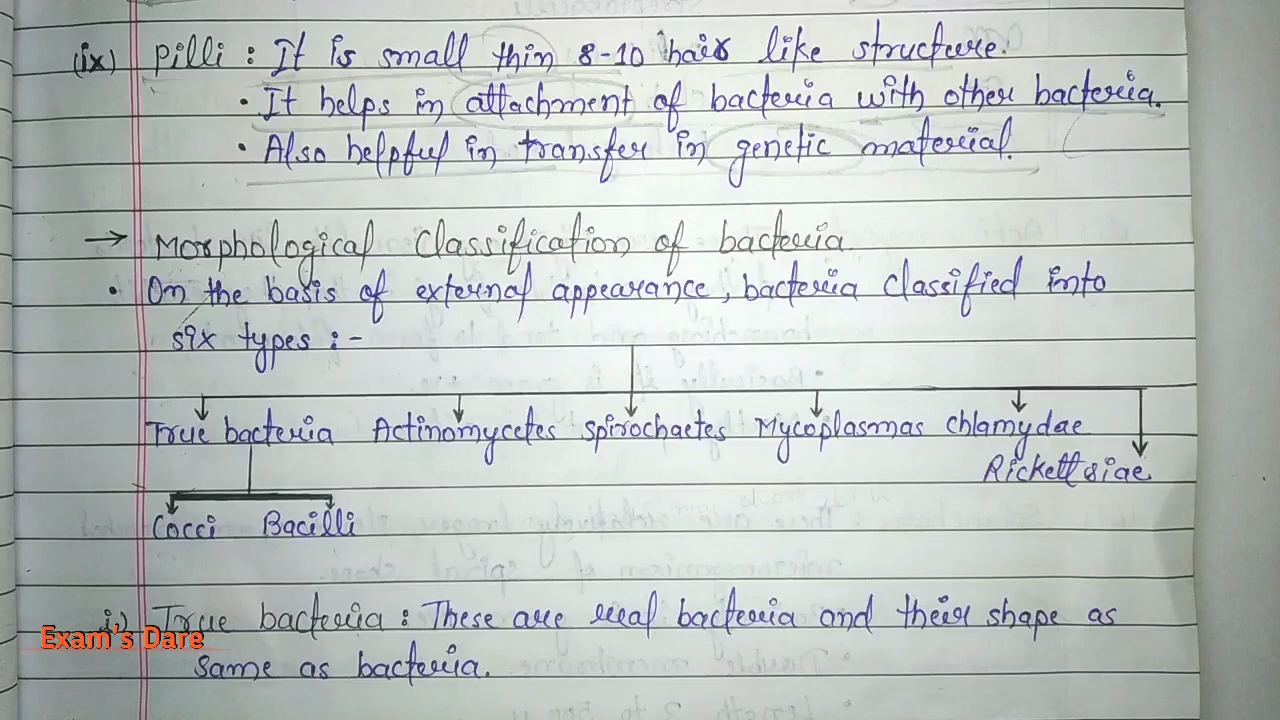 (ix) Pilli : It is small thin 8-10 hair like structure.
• It helps in attachment of bacteria with other bacteria.
• Also helpful in transfer in genetic material.
→ Morphological Classification of bacteria.
• On the basis of external appearance, bacteria classified into
six types :-
True bacteria Actinomycetes Spirochaetes Mycoplasmas Chlamydae
Rickettsiae
Cocci Bacilli
i) True bacteria : These are real bacteria and their shape as
Exam's Dare
same as bacteria.